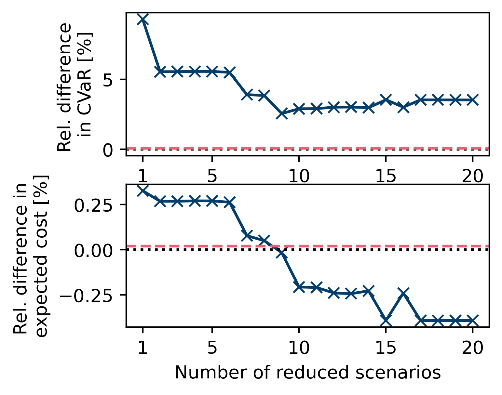 Rel. difference
in CVaR [%]
5
0
1 5 10 15 20
Rel. difference in
expected cost [%]
0.25
0.00
−0.25
1 5 10 15 20
Number of reduced scenarios